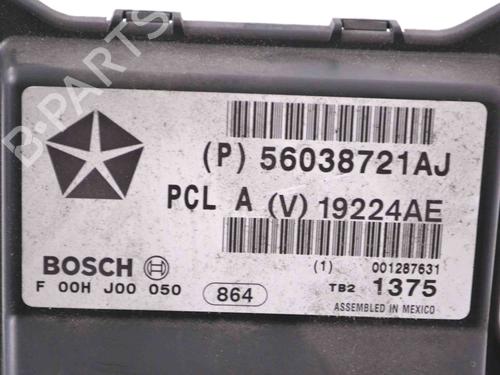 B-PARTS
(P) 56038721AJ
PCL A (V) 19224AE
BOSCH (1) 001287631
F 00H J00 050 864 TB2 1375
ASSEMBLED IN MEXICO